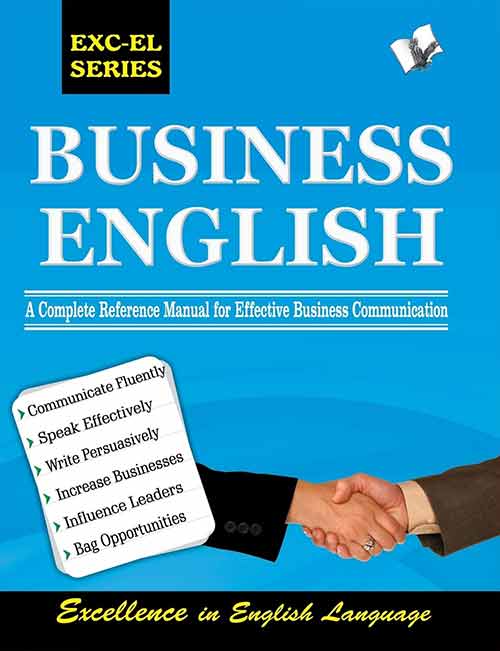 EXC-EL
SERIES
BUSINESS
ENGLISH
A Complete Reference Manual for Effective Business Communication
Communicate Fluently
Speak Effectively
Write Persuasively
Increase Businesses
Influence Leaders
Bag Opportunities
Excellence in English Language